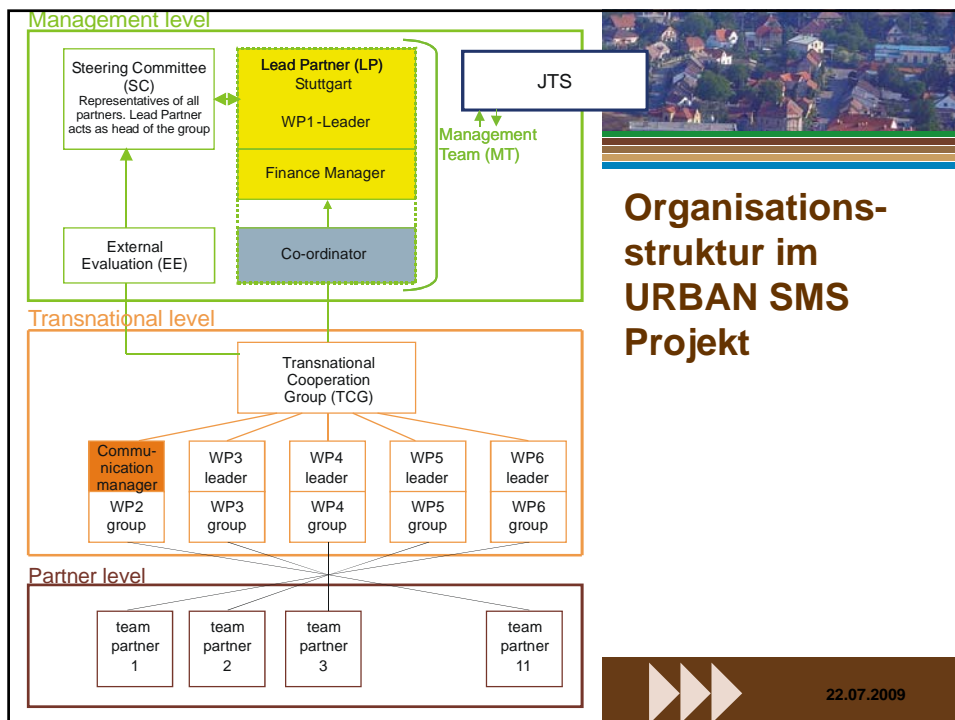 Management level
Steering Committee
(SC)
Representatives of all
partners. Lead Partner
acts as head of the group
Lead Partner (LP)
Stuttgart
WP1-Leader
Finance Manager
Co-ordinator
JTS
Management
Team (MT)
External
Evaluation (EE)
Transnational level
Transnational
Cooperation
Group (TCG)
Commu-
nication
manager
WP2
group
WP3
leader
WP3
group
WP4
leader
WP4
group
WP5
leader
WP5
group
WP6
leader
WP6
group
Partner level
team
partner
1
team
partner
2
team
partner
3
team
partner
11
Organisations-
struktur im
URBAN SMS
Projekt
22.07.2009